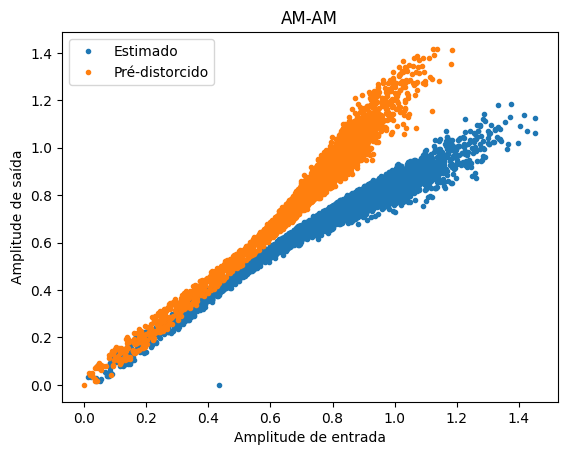 AM-AM
Estimado
Pré-distorcido
Amplitude de saída
1.4
1.2
1.0
0.8
0.6
0.4
0.2
0.0
0.0 0.2 0.4 0.6 0.8 1.0 1.2 1.4
Amplitude de entrada